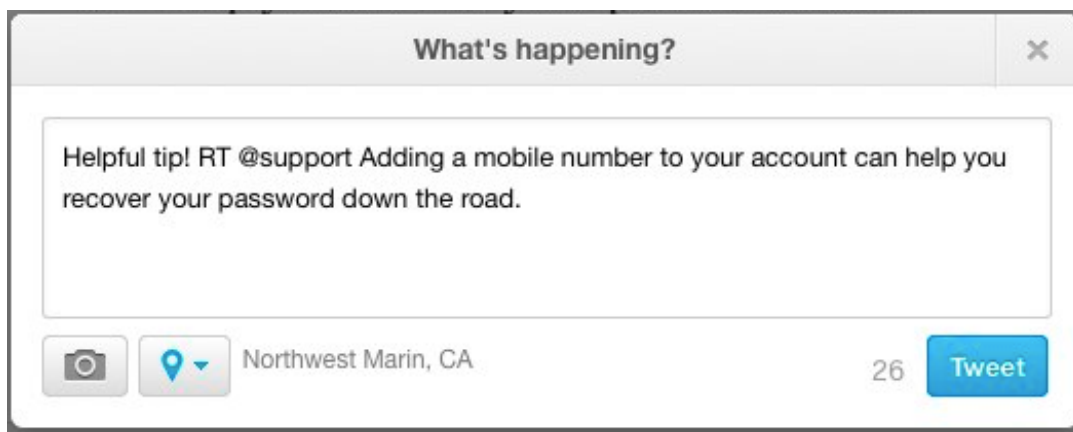 What's happening?
Helpful tip! RT @support Adding a mobile number to your account can help you
recover your password down the road.
Northwest Marin, CA
26
Tweet